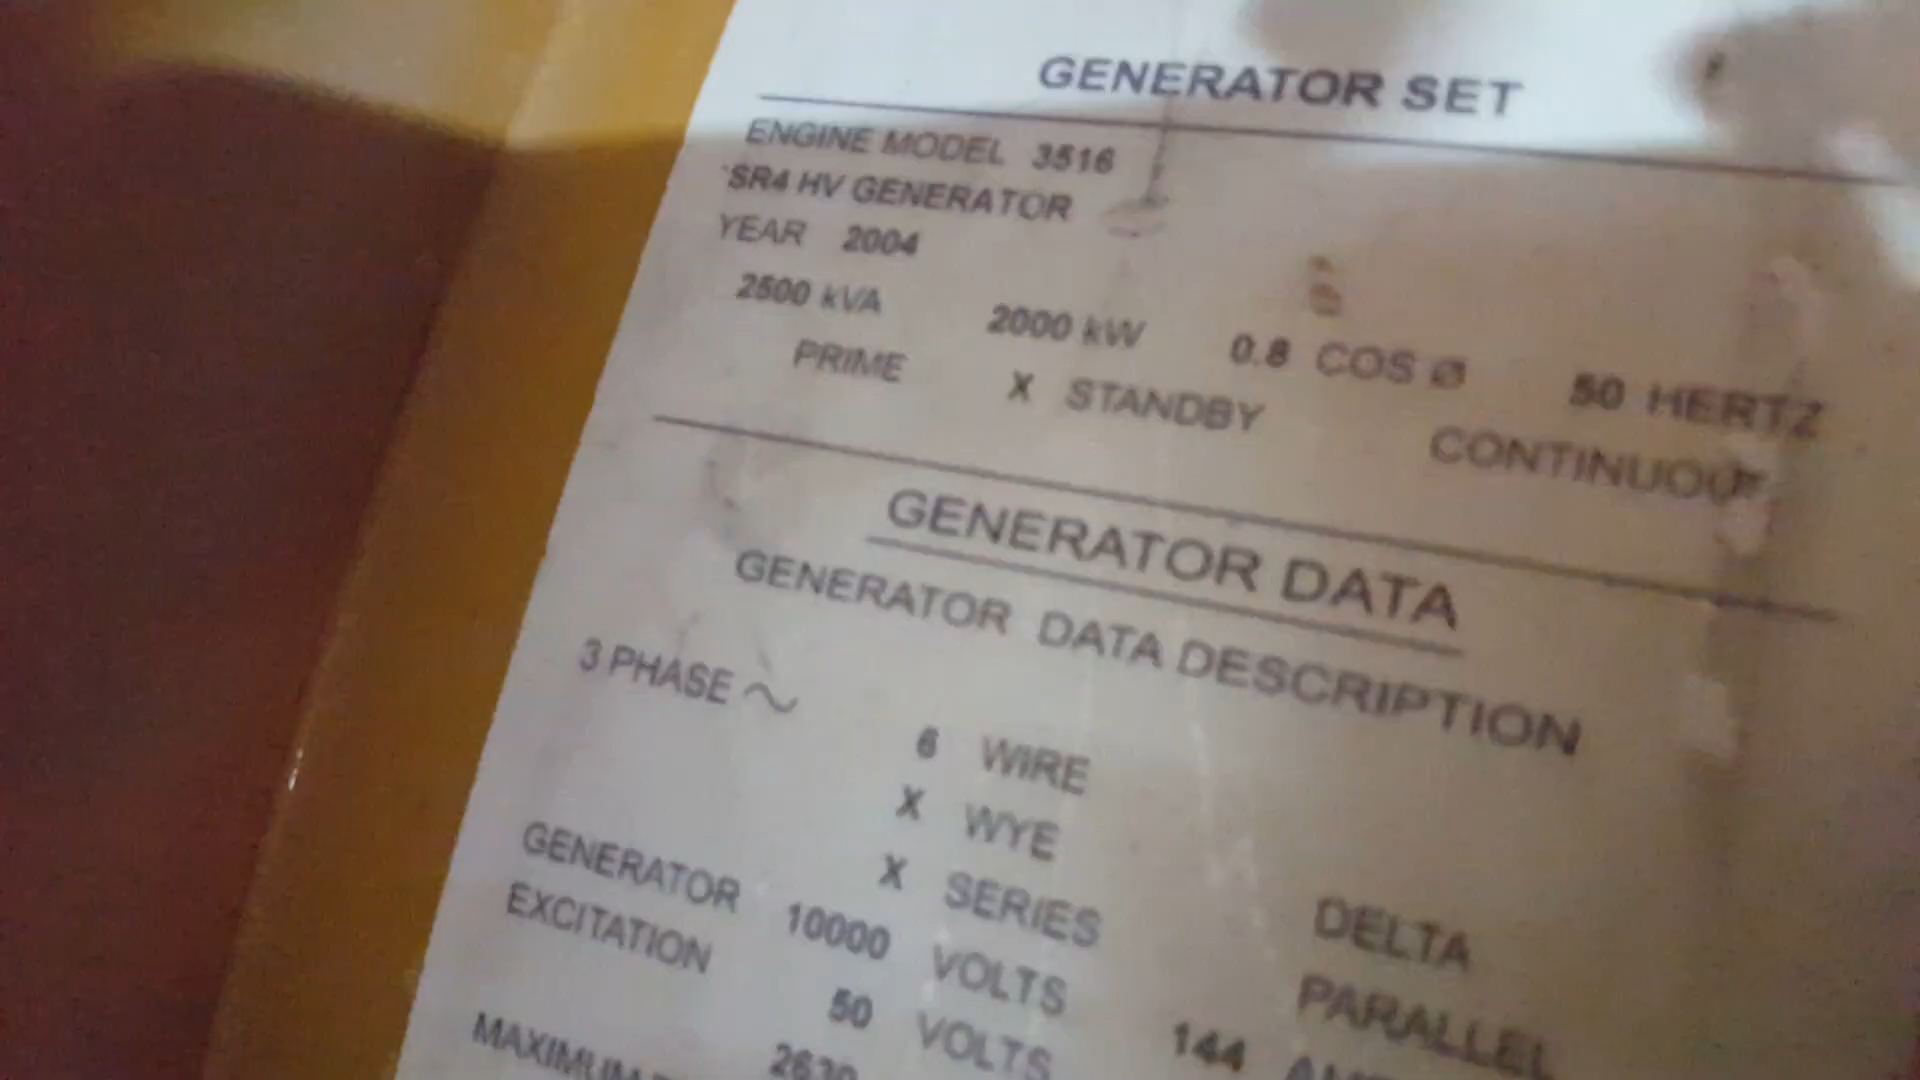 GENERATOR SET
ENGINE MODEL 3516
SR4 HV GENERATOR
YEAR 2004
2500 kVA 2000 kW 0.8 COS Ø 50 HERTZ
PRIME X STANDBY
GENERATOR DATA
GENERATOR DATA DESCRIPTION
3 PHASE ~
6 WIRE
X WYE DELTA
X SERIES PARALLEL
GENERATOR 10000 VOLTS 144
EXCITATION 50 VOLTS